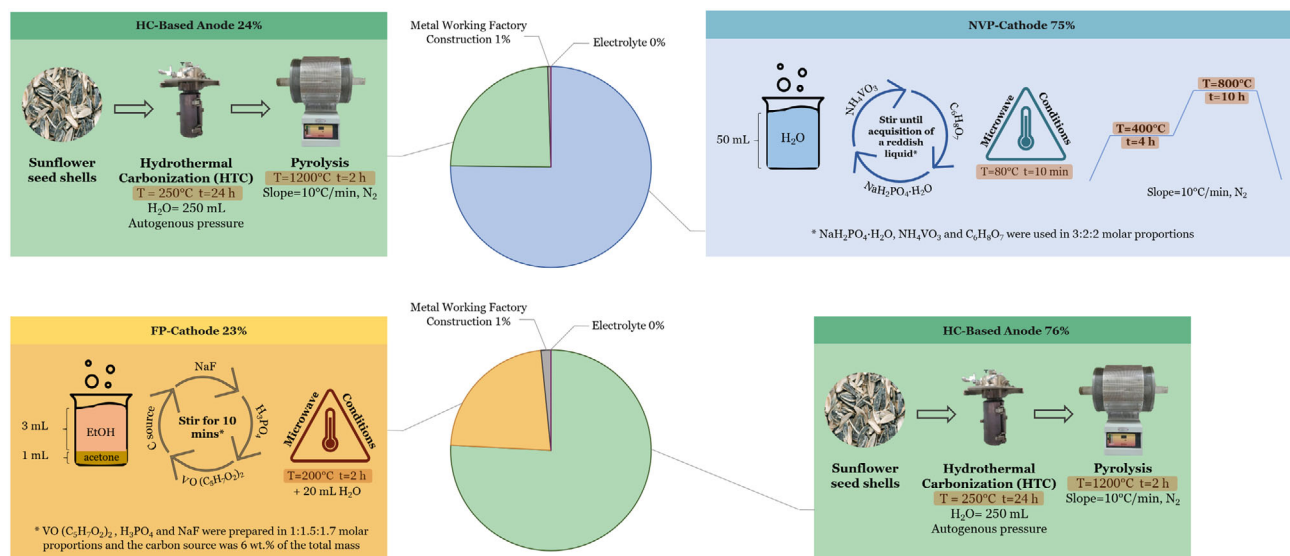 HC-Based Anode 24%
Sunflower
seed shells
Hydrothermal
Carbonization (HTC)
T = 250°C t=24 h
H₂O= 250 mL
Autogenous pressure
Pyrolysis
T=1200°C t=2 h
Slope=10°C/min, N₂
Metal Working Factory
Construction 1%
Electrolyte 0%
NVP-Cathode 75%
50 mL
H₂O
NH₄VO₃
C₆H₈O₇
NaH₂PO₄·H₂O
Stir until
acquisition of
a reddish
liquid*
Microwave
Conditions
T=80°C t=10 min
T=400°C
t=4 h
T=800°C
t=10 h
Slope=10°C/min, N₂
* NaH₂PO₄·H₂O, NH₄VO₃ and C₆H₈O₇ were used in 3:2:2 molar proportions
FP-Cathode 23%
3 mL
EtOH
1 mL
acetone
NaF
H₃PO₄
VO (C₅H₇O₂)₂
C source
Stir for 10
mins*
Microwave
Conditions
T=200°C t=2 h
+ 20 mL H₂O
* VO (C₅H₇O₂)₂ , H₃PO₄ and NaF were prepared in 1:1.5:1.7 molar
proportions and the carbon source was 6 wt.% of the total mass
Metal Working Factory
Construction 1%
Electrolyte 0%
HC-Based Anode 76%
Sunflower
seed shells
Hydrothermal
Carbonization (HTC)
T = 250°C t=24 h
H₂O= 250 mL
Autogenous pressure
Pyrolysis
T=1200°C t=2 h
Slope=10°C/min, N₂